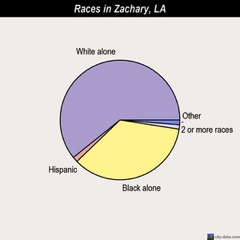 Races in Zachary, LA
White alone
Other
2 or more races
Hispanic
Black alone
city-data.com